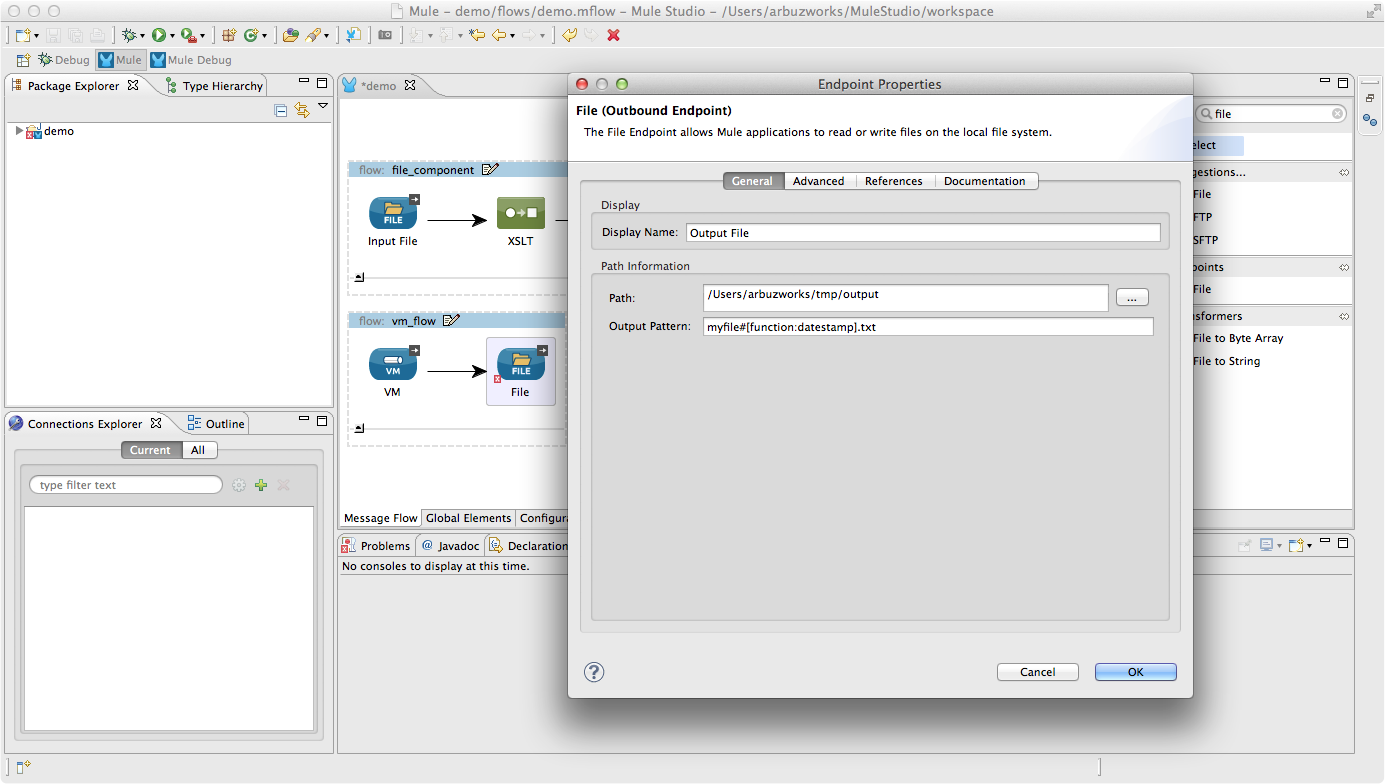 Mule – demo/flows/demo.mflow – Mule Studio – /Users/arbuzworks/MuleStudio/workspace
Debug Mule Mule Debug
Package Explorer Type Hierarchy
demo
*demo
flow: file_component
FILE
Input File
XSLT
flow: vm_flow
VM
VM
FILE
File
Message Flow Global Elements Configura
Connections Explorer Outline
Current All
type filter text
Problems @ Javadoc Declaration
No consoles to display at this time.
Endpoint Properties
File (Outbound Endpoint)
The File Endpoint allows Mule applications to read or write files on the local file system.
General Advanced References Documentation
Display
Display Name: Output File
Path Information
Path: /Users/arbuzworks/tmp/output ...
Output Pattern: myfile#[function:datestamp].txt
? Cancel OK
file
elect
gestions...
File
FTP
SFTP
points
File
sformers
File to Byte Array
File to String